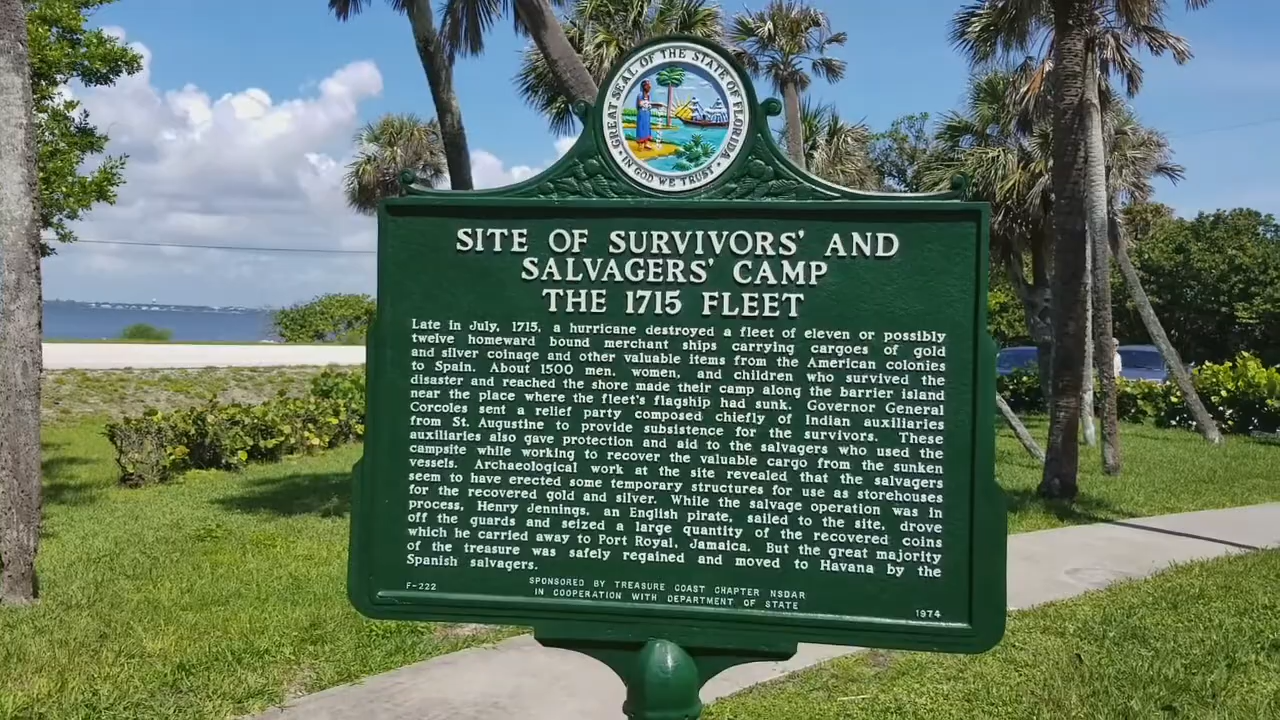 GREAT SEAL OF THE STATE OF FLORIDA
IN GOD WE TRUST
SITE OF SURVIVORS' AND
SALVAGERS' CAMP
THE 1715 FLEET
Late in July, 1715, a hurricane destroyed a fleet of eleven or possibly
twelve homeward bound merchant ships carrying cargoes of gold
and silver coinage and other valuable items from the American colonies
to Spain. About 1500 men, women, and children who survived the
disaster and reached the shore made their camp along the barrier island
near the place where the fleet's flagship had sunk. Governor General
Corcoles sent a relief party composed chiefly of Indian auxiliaries
from St. Augustine to provide subsistence for the survivors. These
auxiliaries also gave protection and aid to the salvagers who used the
campsite while working to recover the valuable cargo from the sunken
vessels. Archaeological work at the site revealed that the salvagers
seem to have erected some temporary structures for use as storehouses
for the recovered gold and silver. While the salvage operation was in
process, Henry Jennings, an English pirate, sailed to the site, drove
off the guards and seized a large quantity of the recovered coins
which he carried away to Port Royal, Jamaica. But the great majority
of the treasure was safely regained and moved to Havana by the
Spanish salvagers.
F-222
SPONSORED BY TREASURE COAST CHAPTER NSDAR
IN COOPERATION WITH DEPARTMENT OF STATE
1974